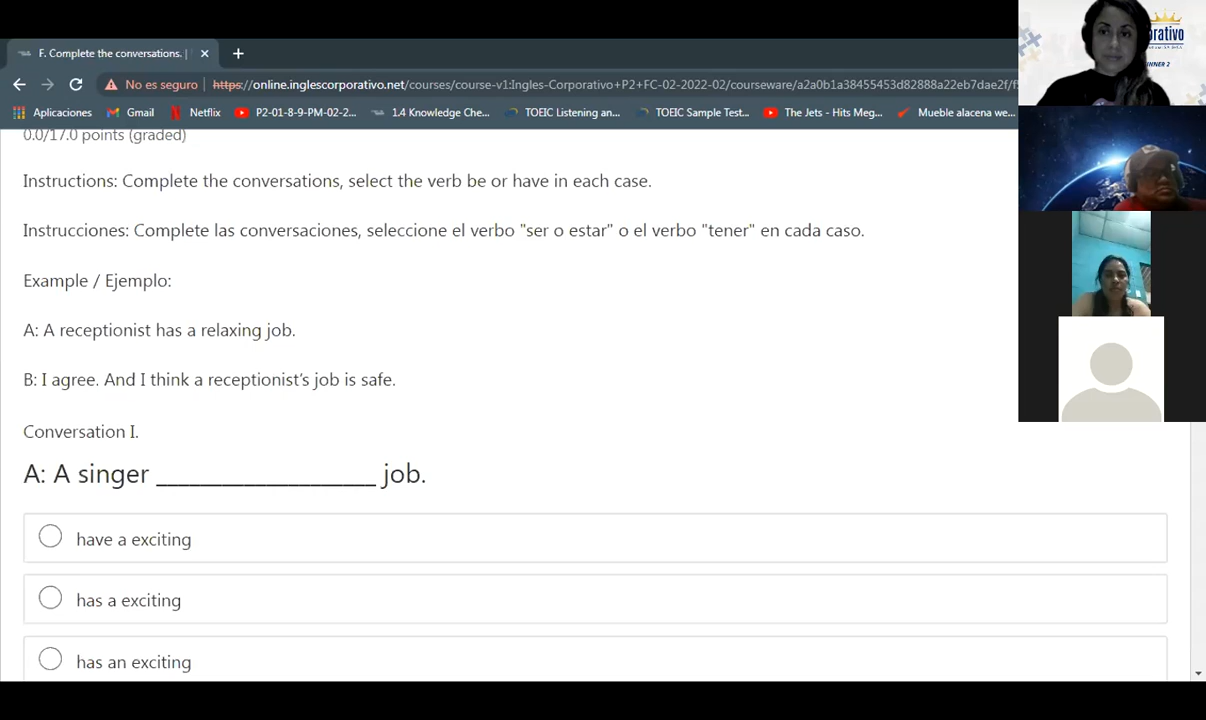 F. Complete the conversations. |
No es seguro
https://online.inglescorporativo.net/courses/course-v1:Ingles-Corporativo+P2+FC-02-2022-02/courseware/a2a0b1a38455453d82888a22eb7dae2f/f
Aplicaciones Gmail Netflix P2-01-8-9-PM-02-2... 1.4 Knowledge Che... TOEIC Listening an... TOEIC Sample Test... The Jets - Hits Meg... Mueble alacena we...
orativo
INNER 2
0.0/17.0 points (graded)
Instructions: Complete the conversations, select the verb be or have in each case.
Instrucciones: Complete las conversaciones, seleccione el verbo "ser o estar" o el verbo "tener" en cada caso.
Example / Ejemplo:
A: A receptionist has a relaxing job.
B: I agree. And I think a receptionist’s job is safe.
Conversation I.
A: A singer ____________________ job.
have a exciting
has a exciting
has an exciting